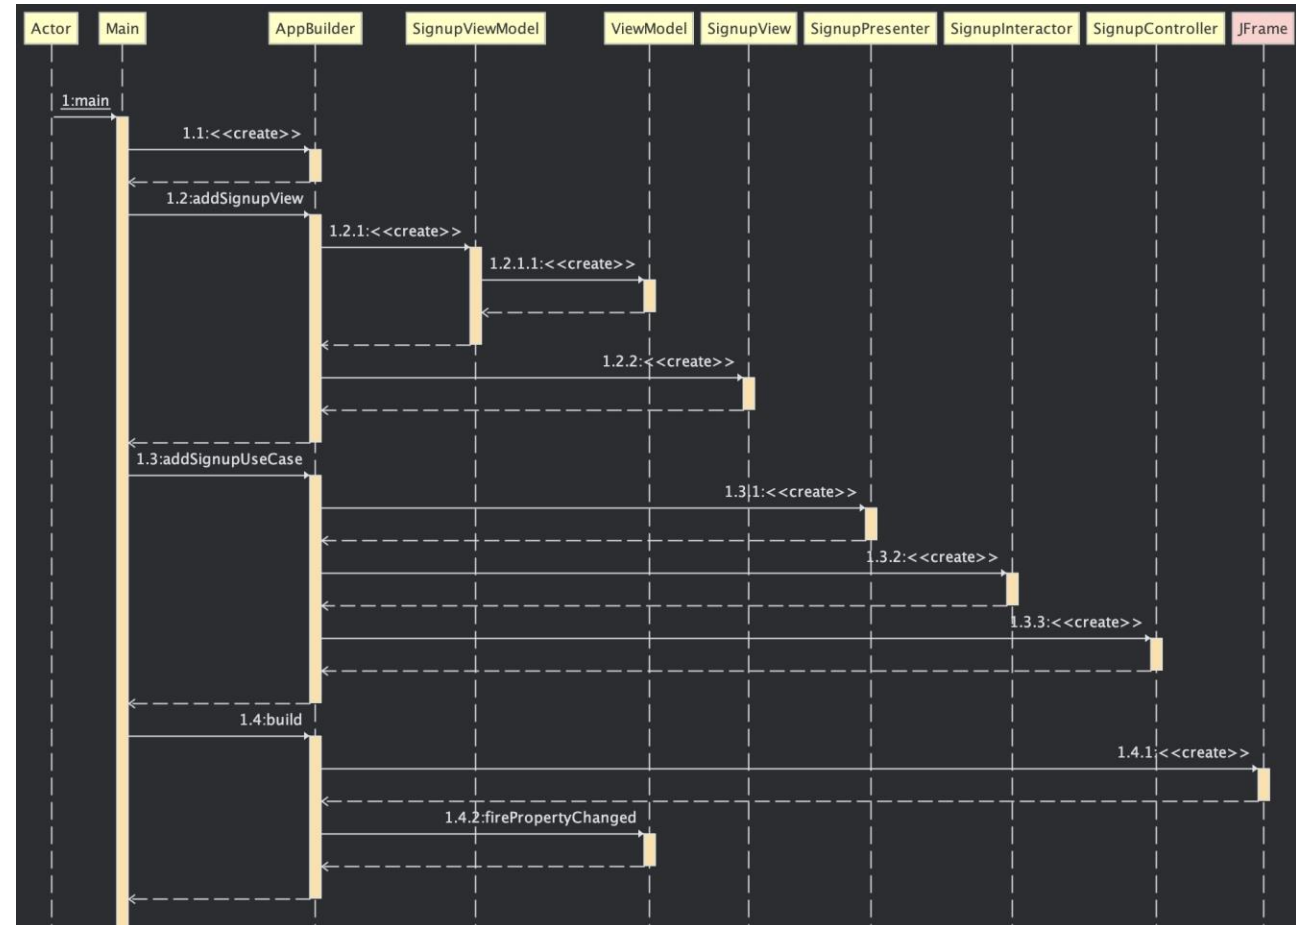 Actor Main AppBuilder SignupViewModel ViewModel SignupView SignupPresenter SignupInteractor SignupController JFrame
1:main
1.1:<<create>>
1.2:addSignupView
1.2.1:<<create>>
1.2.1.1:<<create>>
1.2.2:<<create>>
1.3:addSignupUseCase
1.3.1:<<create>>
1.3.2:<<create>>
1.3.3:<<create>>
1.4:build
1.4.1:<<create>>
1.4.2:firePropertyChanged